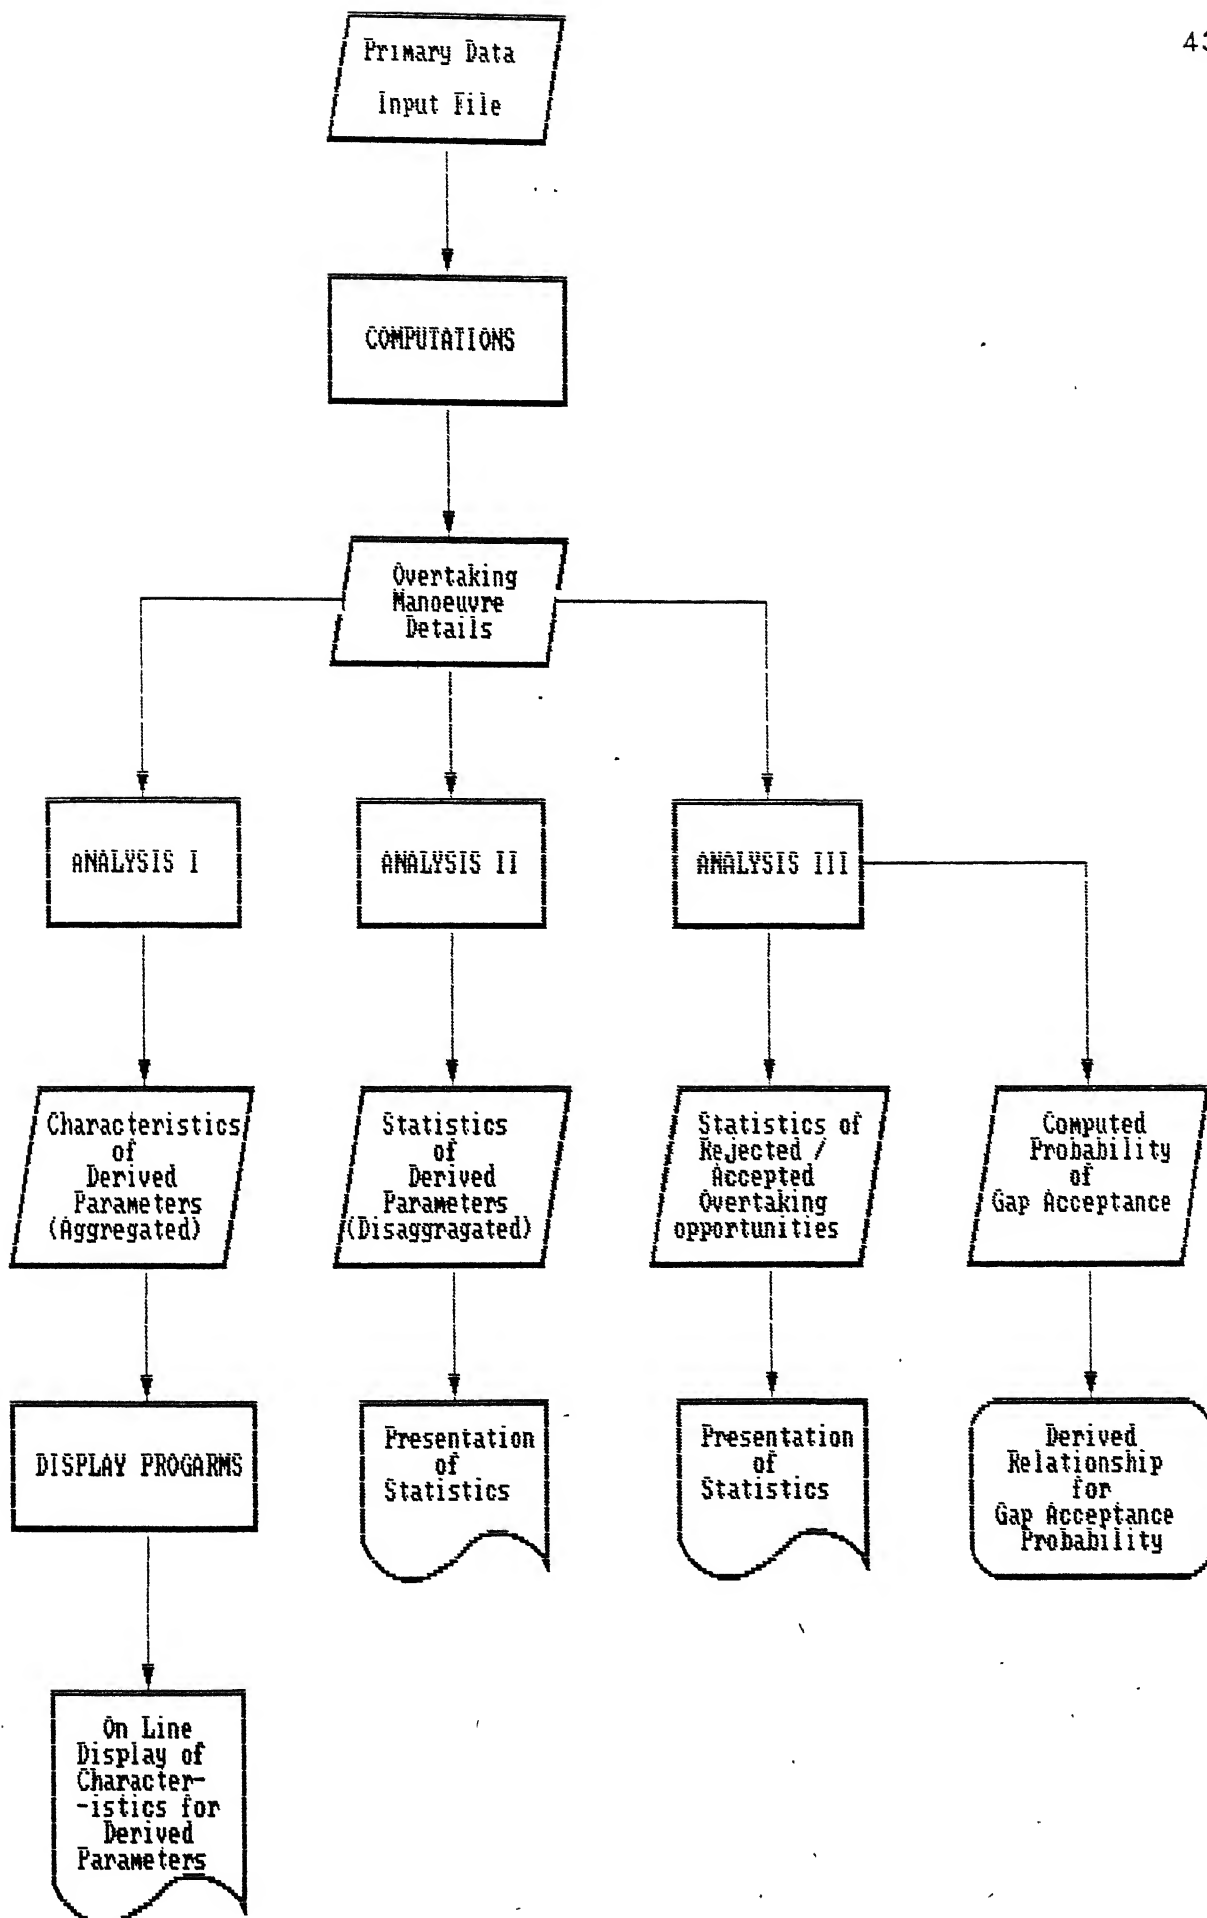 43
Primary Data
Input File
COMPUTATIONS
Overtaking
Manoeuvre
Details
ANALYSIS I
ANALYSIS II
ANALYSIS III
Characteristics
of
Derived
Parameters
(Aggregated)
Statistics
of
Derived
Parameters
(Disaggragated)
Statistics of
Rejected /
Accepted
Overtaking
opportunities
Computed
Probability
of
Gap Acceptance
DISPLAY PROGARMS
Presentation
of
Statistics
Presentation
of
Statistics
Derived
Relationship
for
Gap Acceptance
Probability
On Line
Display of
Character-
-istics for
Derived
Parameters